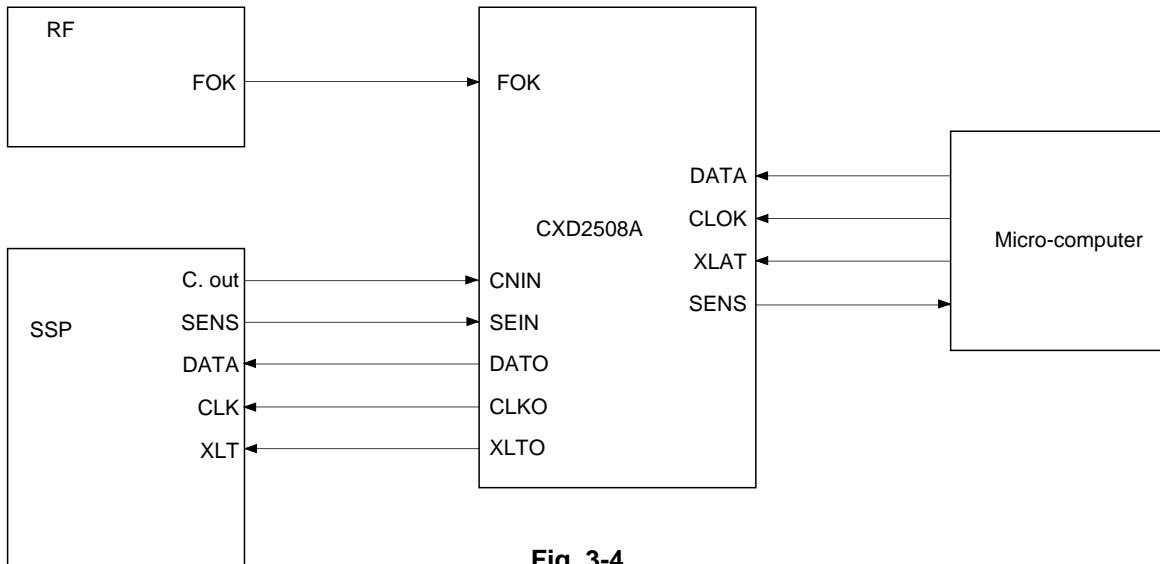 RF
FOK
FOK
DATA
CLOK
XLAT
SENS
CXD2508A
Micro-computer
SSP
C. out
SENS
DATA
CLK
XLT
CNIN
SEIN
DATO
CLKO
XLTO
Fig. 3-4